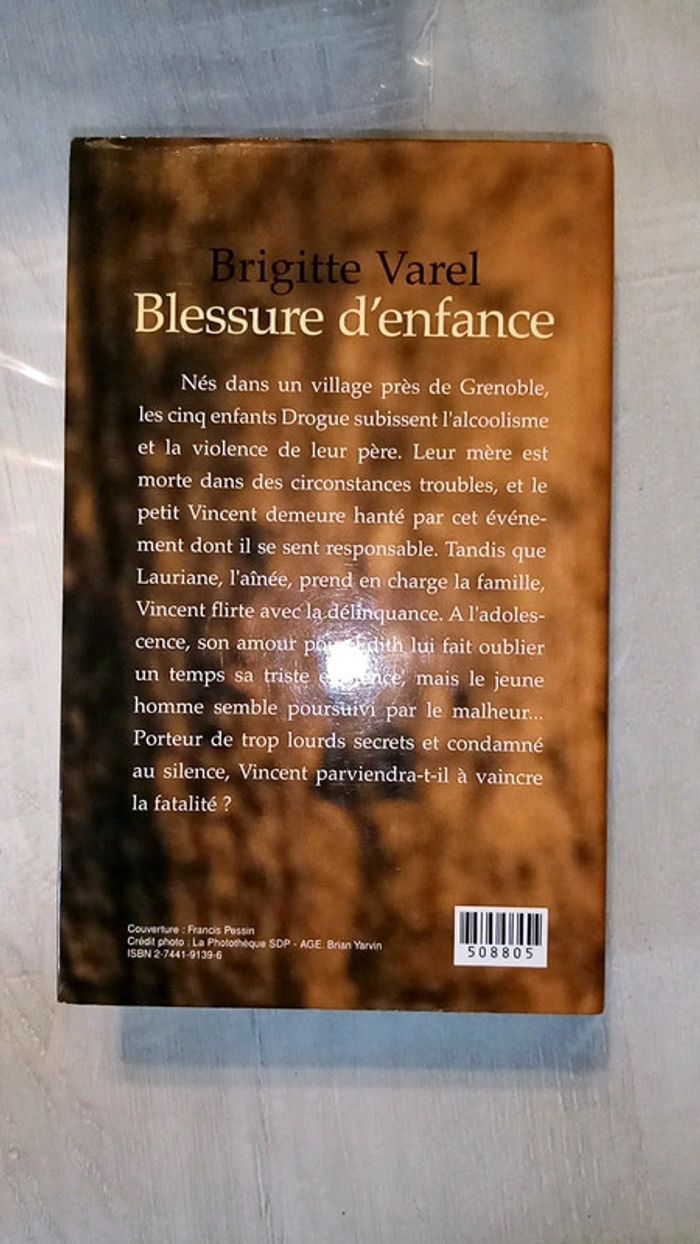 Brigitte Varel
Blessure d'enfance
Nés dans un village près de Grenoble,
les cinq enfants Drogue subissent l'alcoolisme
et la violence de leur père. Leur mère est
morte dans des circonstances troubles, et le
petit Vincent demeure hanté par cet événe-
ment dont il se sent responsable. Tandis que
Lauriane, l'aînée, prend en charge la famille,
Vincent flirte avec la délinquance. A l'adoles-
cence, son amour pour Edith lui fait oublier
un temps sa triste existence, mais le jeune
homme semble poursuivi par le malheur...
Porteur de trop lourds secrets et condamné
au silence, Vincent parviendra-t-il à vaincre
la fatalité ?
Couverture : Francis Pessin
Crédit photo : La Photothèque SDP - AGE. Brian Yarvin
ISBN 2-7441-9139-6
508805